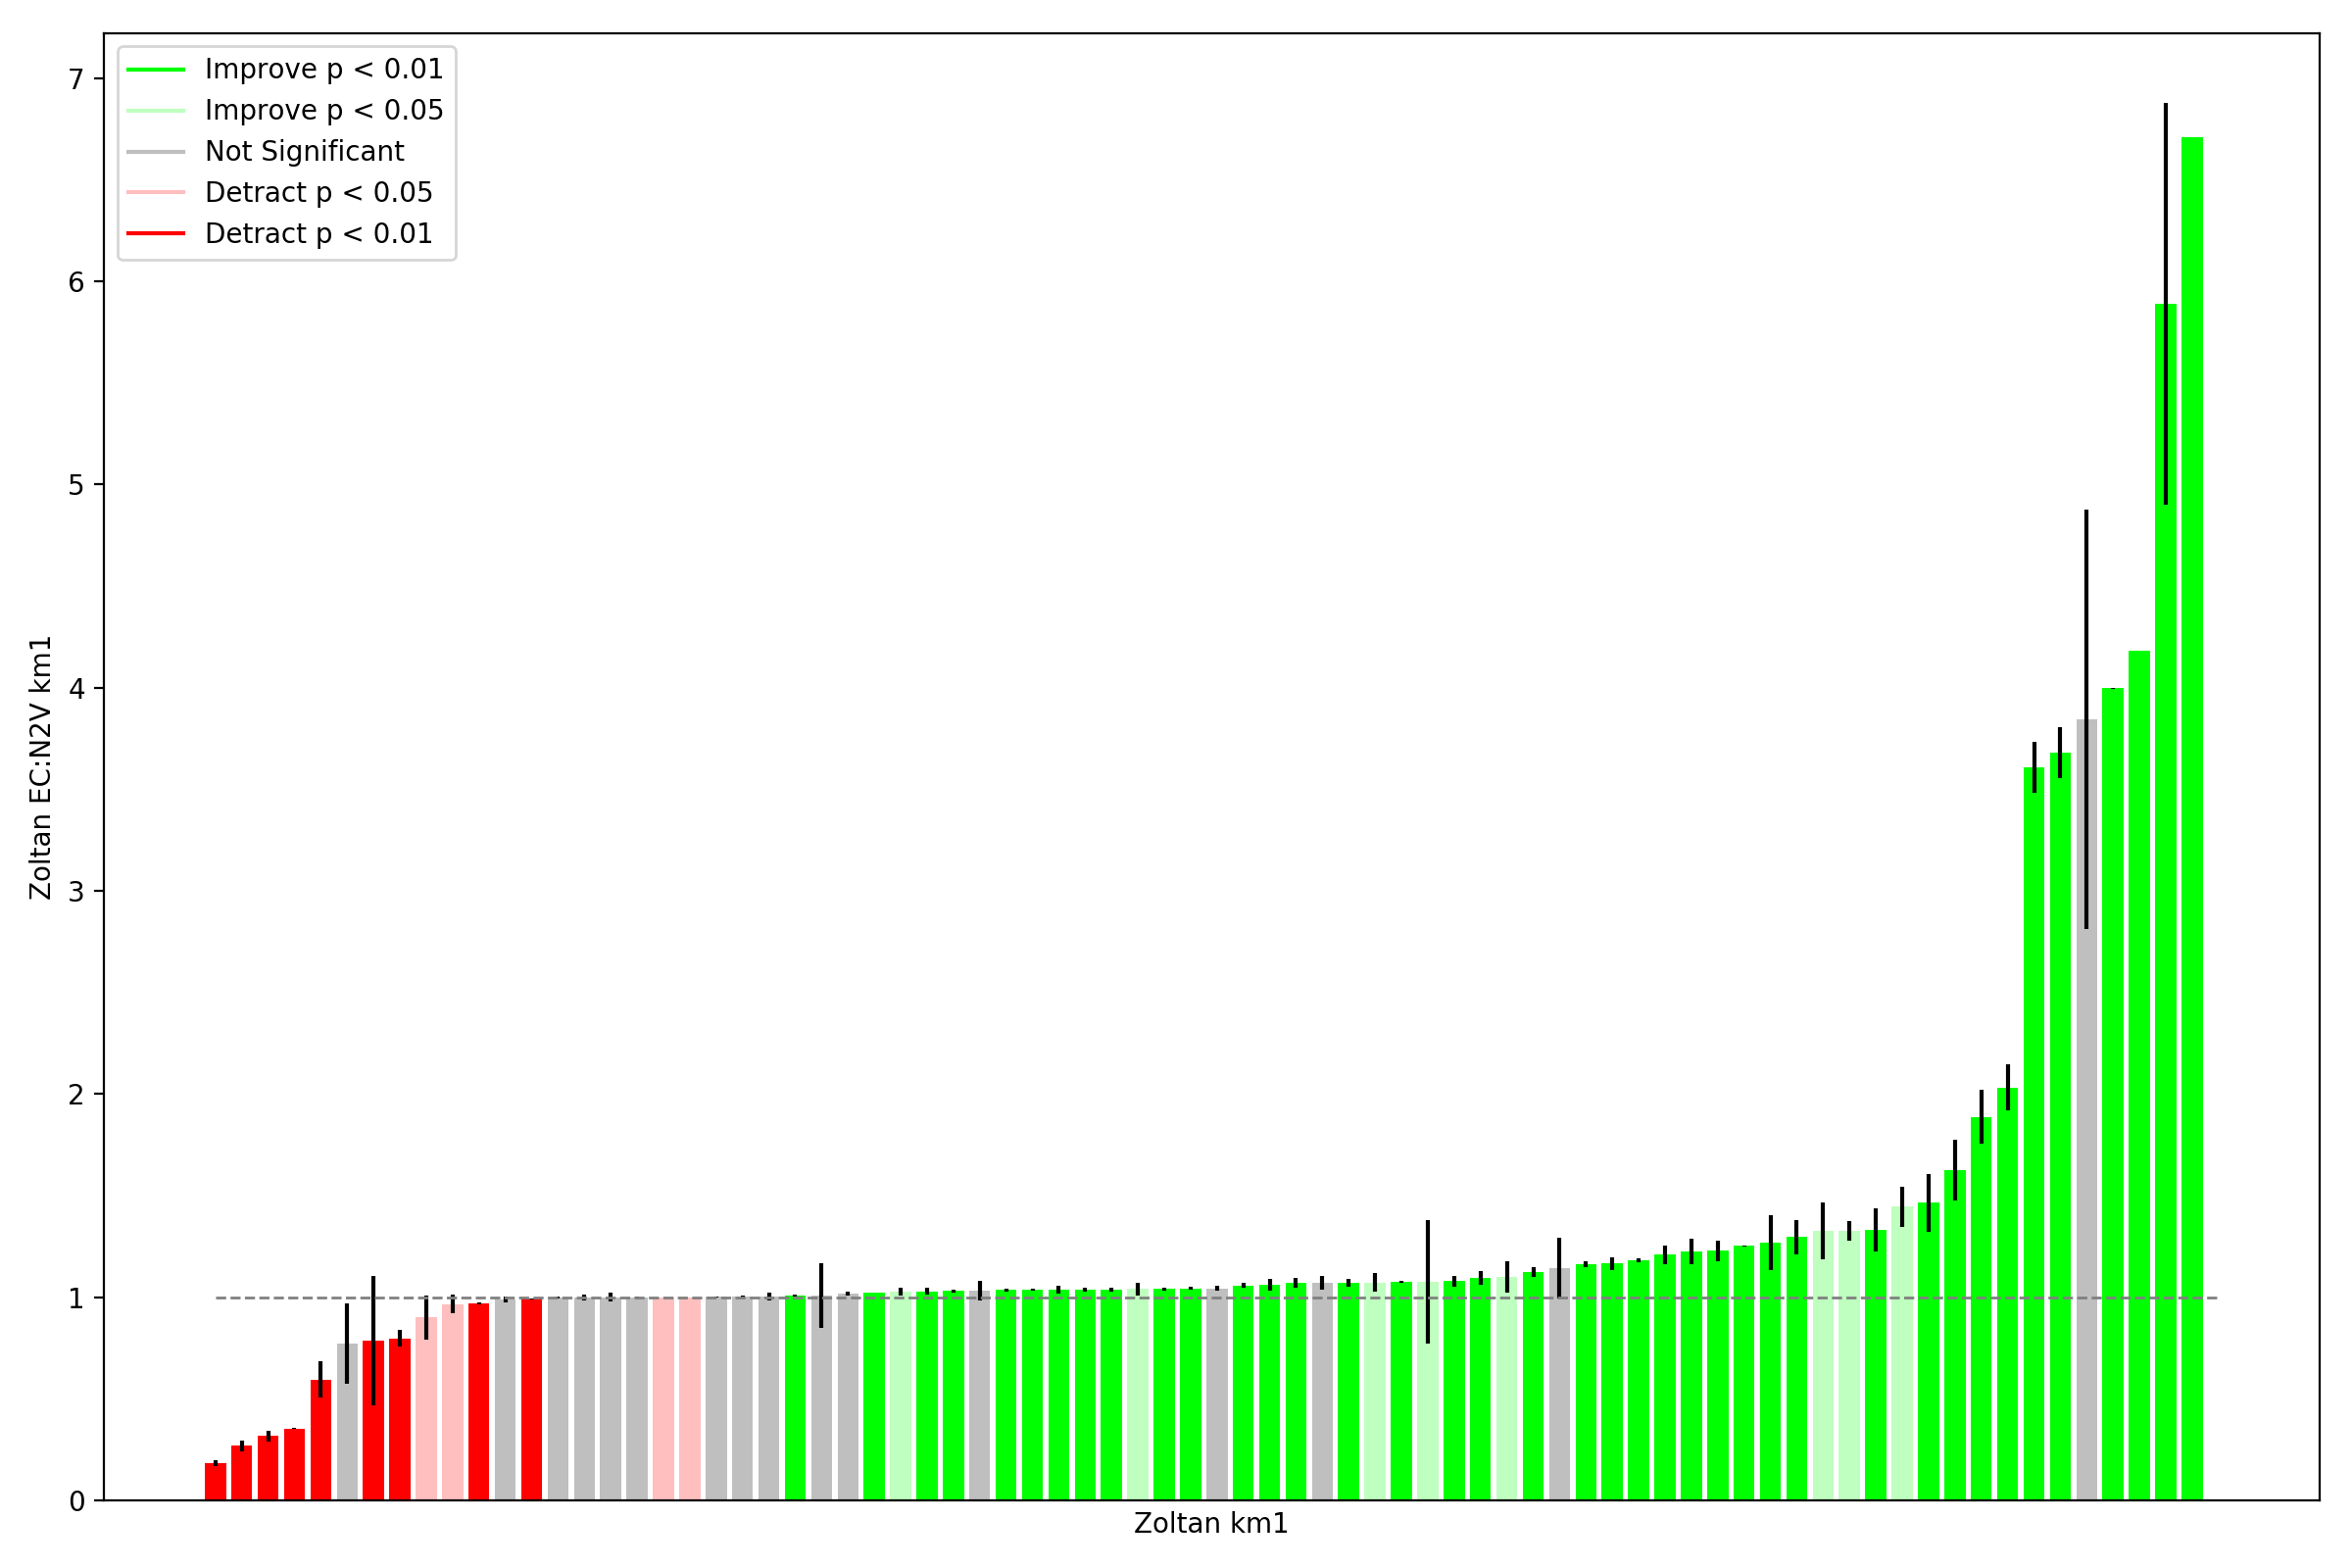 Improve p < 0.01
Improve p < 0.05
Not Significant
Detract p < 0.05
Detract p < 0.01
7
6
5
4
3
2
1
0
Zoltan EC:N2V km1
Zoltan km1